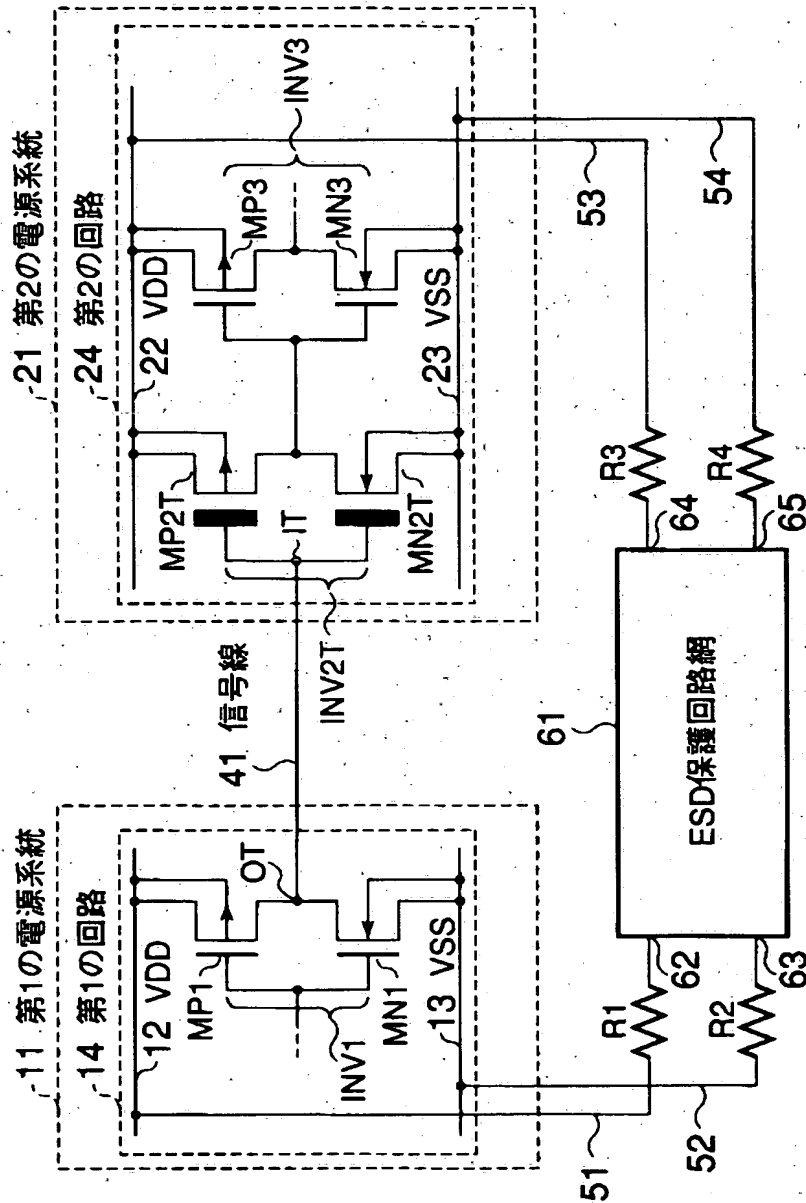 11 第1の電源系統
14 第1の回路
12 VDD
MP1
OT
INV1
MN1
13 VSS
41 信号線
21 第2の電源系統
24 第2の回路
22 VDD
MP2T
IT
INV2T
MN2T
MP3
INV3
MN3
23 VSS
51
52
R1
R2
62
63
61
ESD保護回路網
64
65
R3
R4
53
54